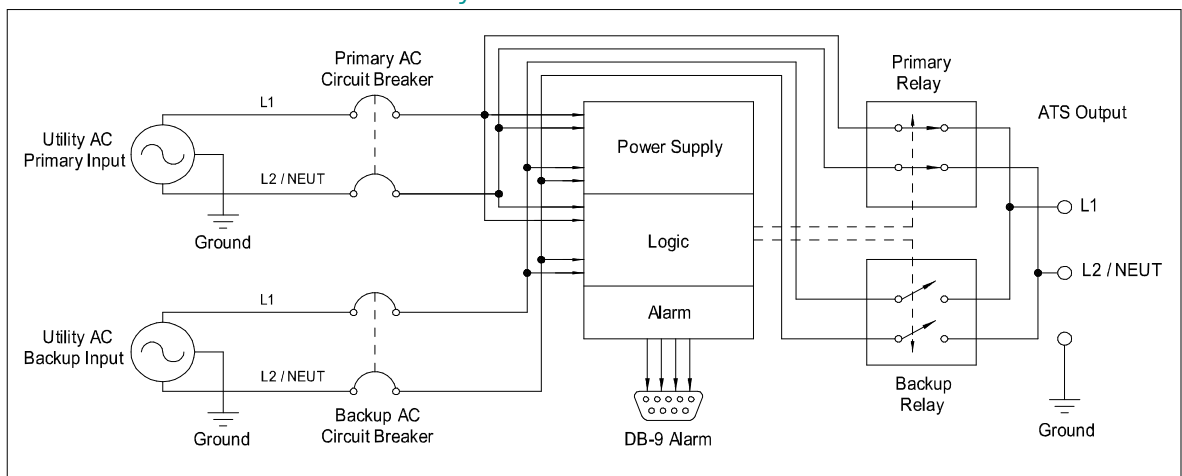 Primary AC
Circuit Breaker
L1
Utility AC
Primary Input
L2 / NEUT
Ground
Power Supply
Logic
Alarm
Primary
Relay
ATS Output
L1
L2 / NEUT
L1
Utility AC
Backup Input
L2 / NEUT
Ground
Backup AC
Circuit Breaker
DB-9 Alarm
Backup
Relay
Ground